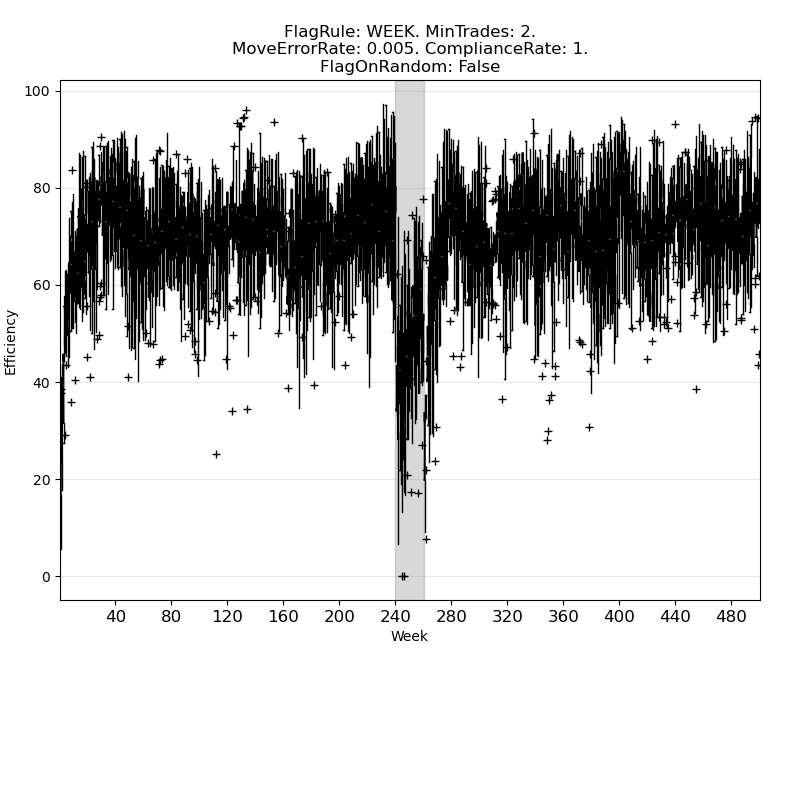 FlagRule: WEEK. MinTrades: 2.
MoveErrorRate: 0.005. ComplianceRate: 1.
FlagOnRandom: False
100
80
60
40
20
0
Efficiency
40 80 120 160 200 240 280 320 360 400 440 480
Week